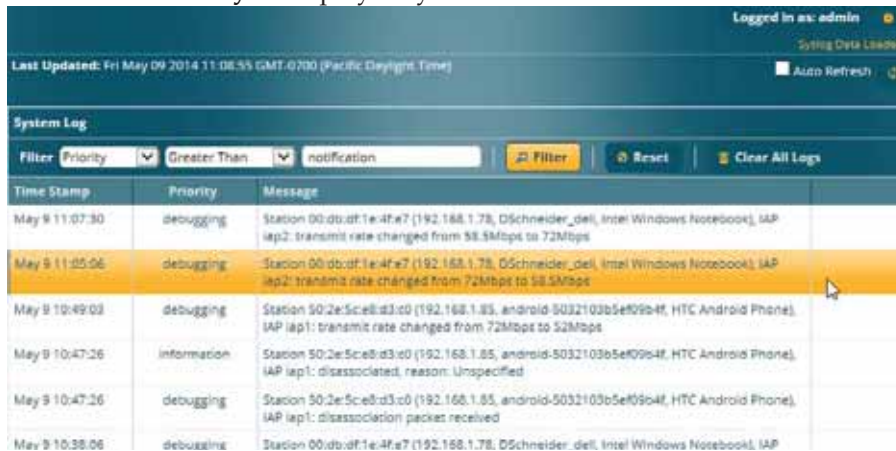 Logged in as: admin
Syslog Data Loade
Last Updated: Fri May 09 2014 11:08:55 GMT-0700 (Pacific Daylight Time)
Auto Refresh
System Log
Filter Priority Greater Than notification Filter Reset Clear All Logs
Time Stamp Priority Message
May 9 11:07:30 debugging Station 00:db:df:1e:4f:e7 (192.168.1.78, DSchneider_dell, Intel Windows Notebook), IAP
iap2: transmit rate changed from 58.5Mbps to 72Mbps
May 9 11:05:06 debugging Station 00:db:df:1e:4f:e7 (192.168.1.78, DSchneider_dell, Intel Windows Notebook), IAP
iap2: transmit rate changed from 72Mbps to 58.5Mbps
May 9 10:49:03 debugging Station 50:2e:5c:e8:d3:c0 (192.168.1.85, android-5032103b5ef09b4f, HTC Android Phone),
IAP iap1: transmit rate changed from 72Mbps to 52Mbps
May 9 10:47:26 information Station 50:2e:5c:e8:d3:c0 (192.168.1.85, android-5032103b5ef09b4f, HTC Android Phone),
IAP iap1: disassociated, reason: Unspecified
May 9 10:47:26 debugging Station 50:2e:5c:e8:d3:c0 (192.168.1.85, android-5032103b5ef09b4f, HTC Android Phone),
IAP iap1: disassociation packet received
May 9 10:38:06 debugging Station 00:db:df:1e:4f:e7 (192.168.1.78, DSchneider_dell, Intel Windows Notebook), IAP